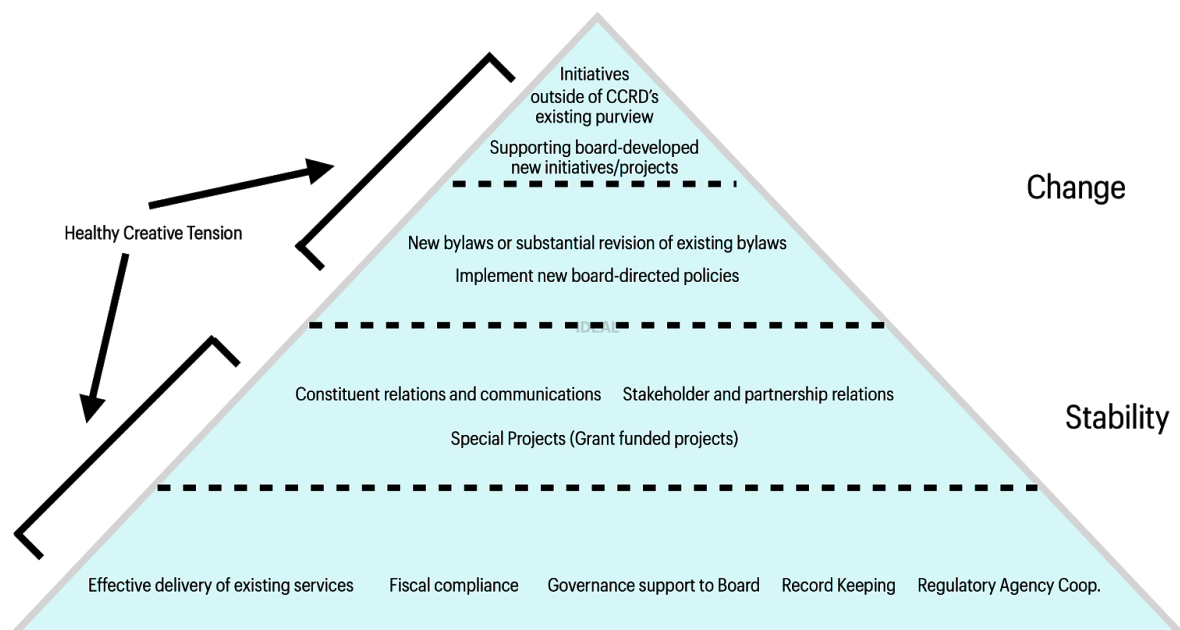 Initiatives
outside of CCRD's
existing purview
Supporting board-developed
new initiatives/projects
Change
Healthy Creative Tension
New bylaws or substantial revision of existing bylaws
Implement new board-directed policies
IDEAL
Constituent relations and communications
Stakeholder and partnership relations
Stability
Special Projects (Grant funded projects)
Effective delivery of existing services
Fiscal compliance
Governance support to Board
Record Keeping
Regulatory Agency Coop.